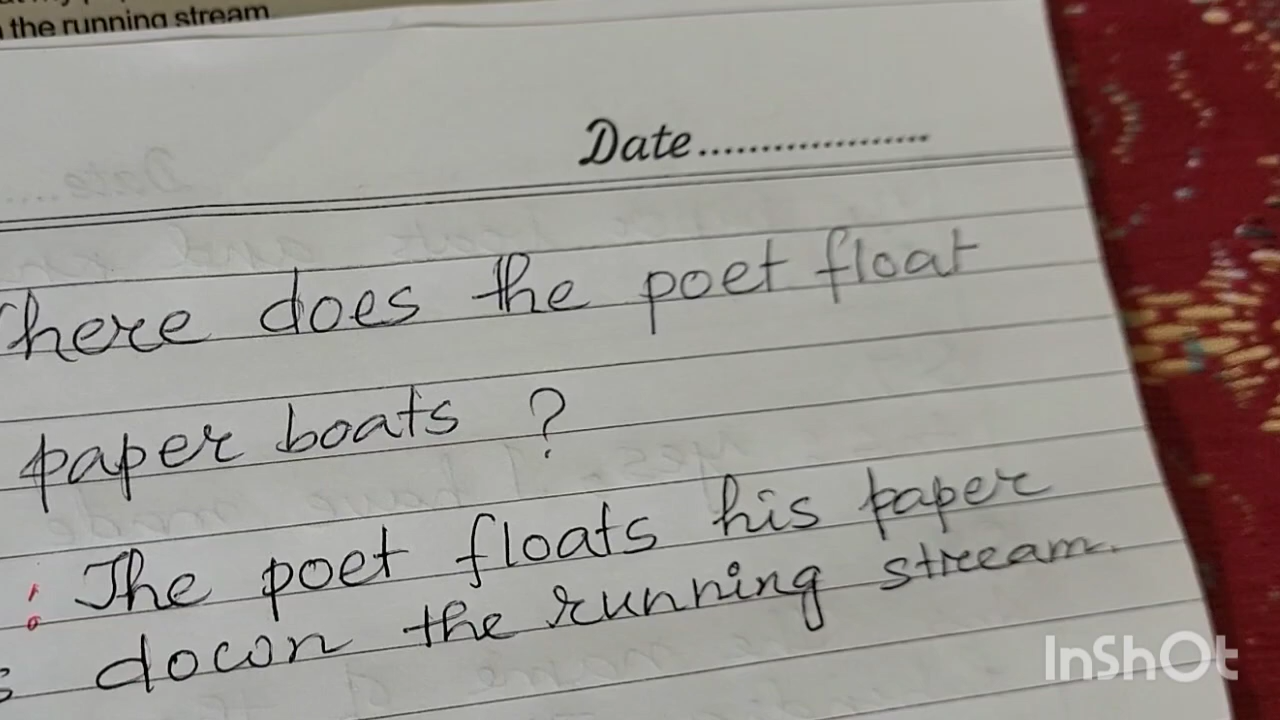 the running stream
Date....................
here does the poet float
paper boats ?
: The poet floats his paper
s down the running stream.
InShOt